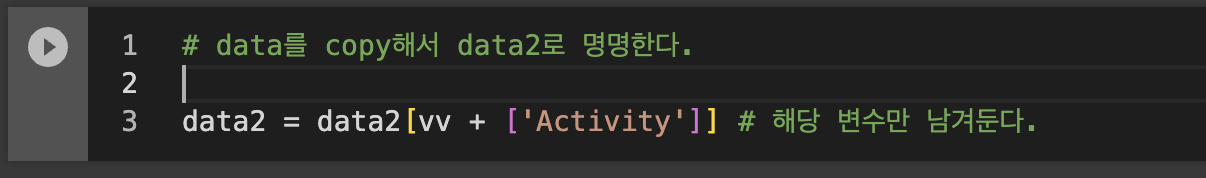 1 # data를 copy해서 data2로 명명한다.
2
3 data2 = data2[vv + ['Activity']] # 해당 변수만 남겨둔다.